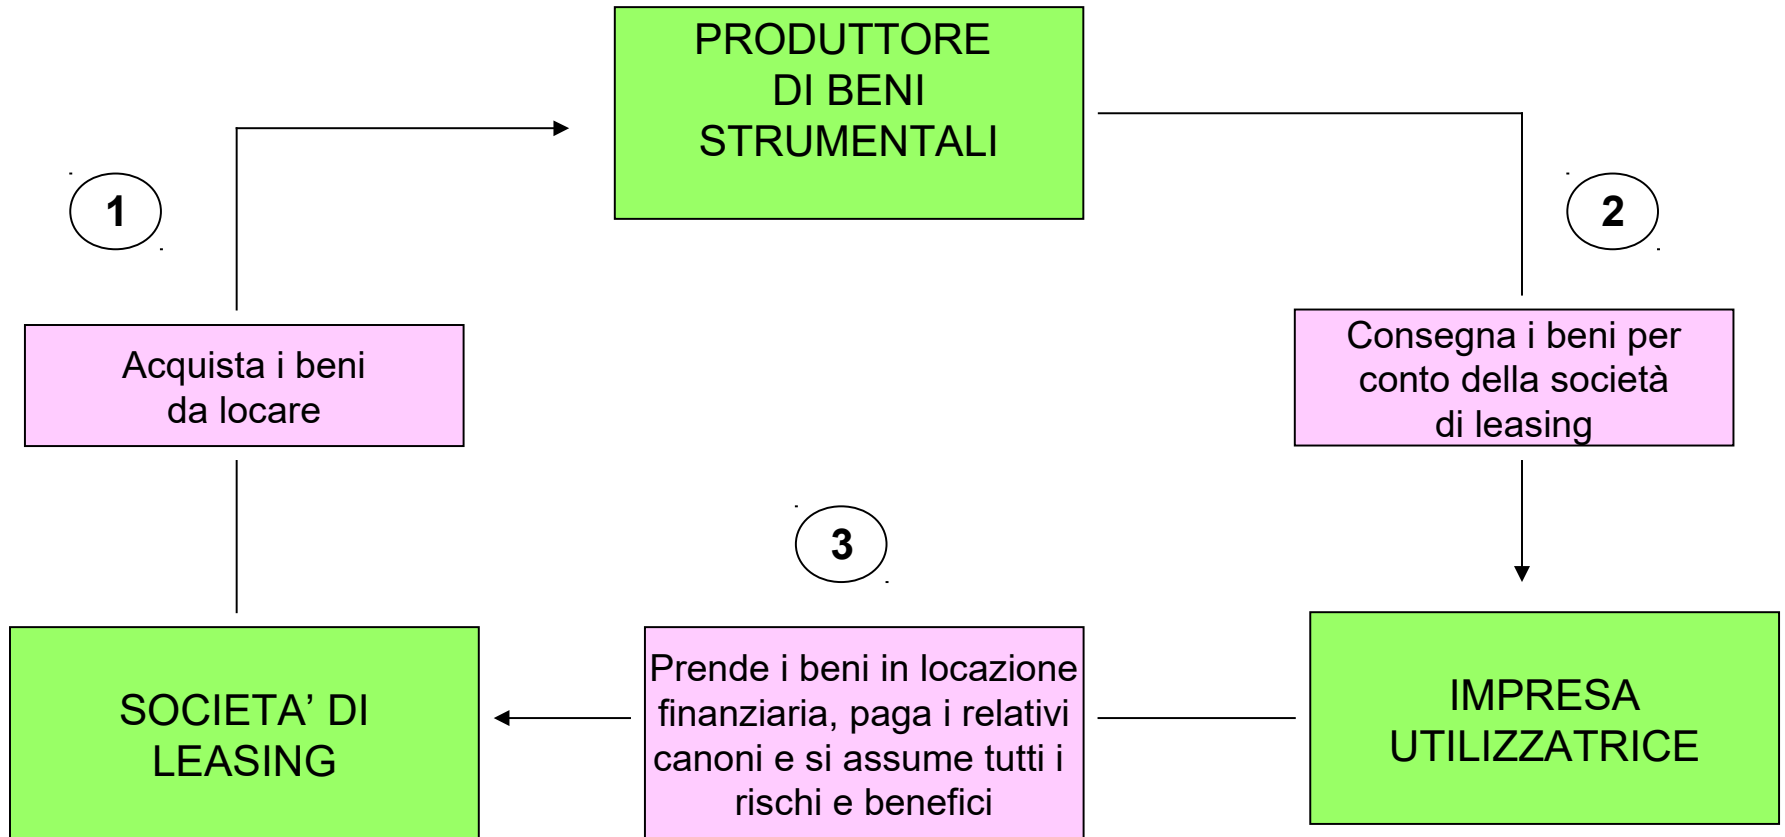 PRODUTTORE
DI BENI
STRUMENTALI
1
2
Acquista i beni
da locare
Consegna i beni per
conto della società
di leasing
3
SOCIETA’ DI
LEASING
Prende i beni in locazione
finanziaria, paga i relativi
canoni e si assume tutti i
rischi e benefici
IMPRESA
UTILIZZATRICE